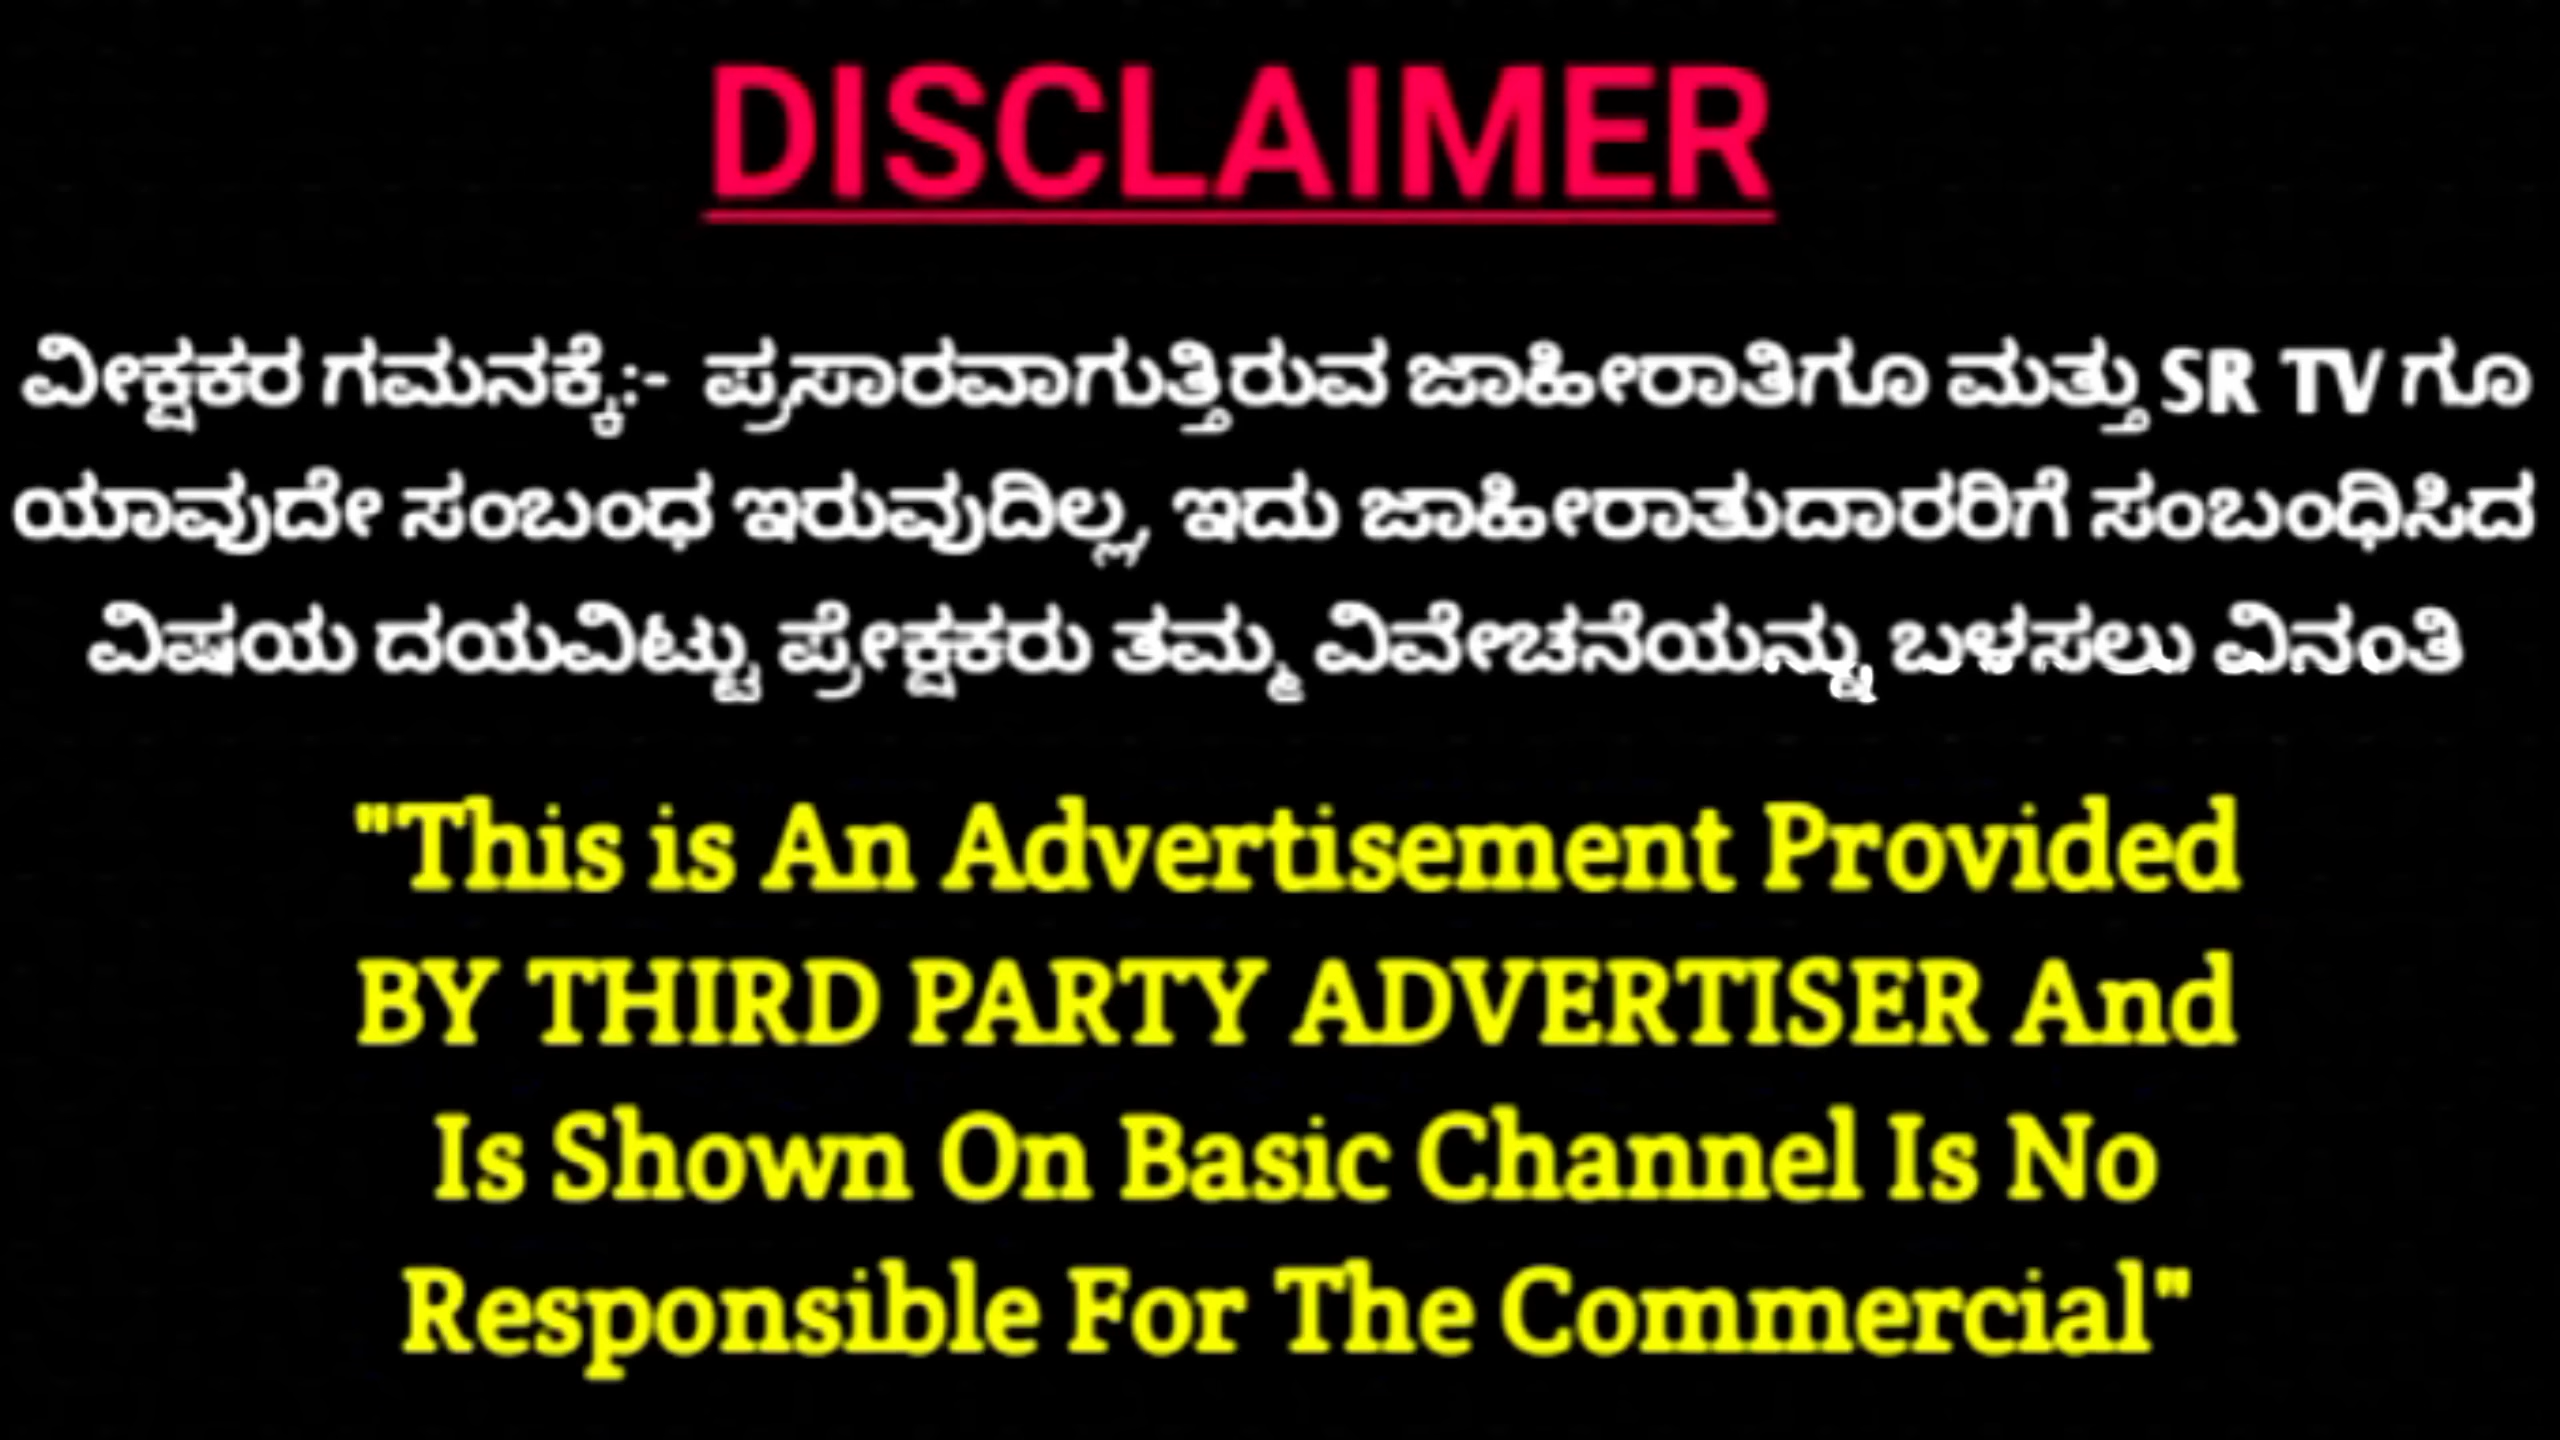 DISCLAIMER
ವೀಕ್ಷಕರ ಗಮನಕ್ಕೆ:- ಪ್ರಸಾರವಾಗುತ್ತಿರುವ ಜಾಹೀರಾತಿಗೂ ಮತ್ತು SR TV ಗೂ
ಯಾವುದೇ ಸಂಬಂಧ ಇರುವುದಿಲ್ಲ, ಇದು ಜಾಹೀರಾತುದಾರರಿಗೆ ಸಂಬಂಧಿಸಿದ
ವಿಷಯ ದಯವಿಟ್ಟು ಪ್ರೇಕ್ಷಕರು ತಮ್ಮ ವಿವೇಚನೆಯನ್ನು ಬಳಸಲು ವಿನಂತಿ
"This is An Advertisement Provided
BY THIRD PARTY ADVERTISER And
Is Shown On Basic Channel Is No
Responsible For The Commercial"